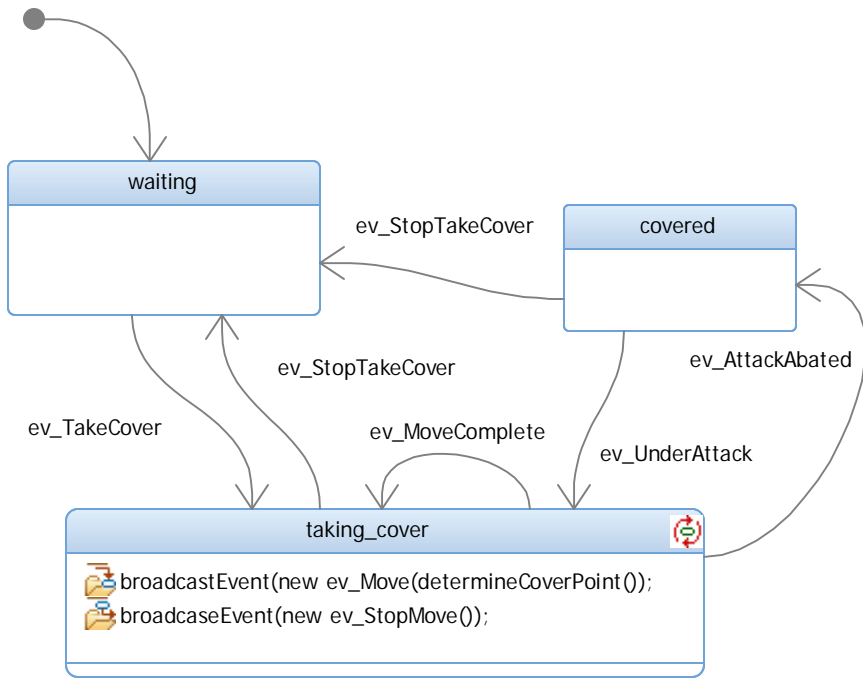 waiting
ev_StopTakeCover
covered
ev_StopTakeCover
ev_AttackAbated
ev_TakeCover
ev_MoveComplete
ev_UnderAttack
taking_cover
broadcastEvent(new ev_Move(determineCoverPoint());
broadcaseEvent(new ev_StopMove());